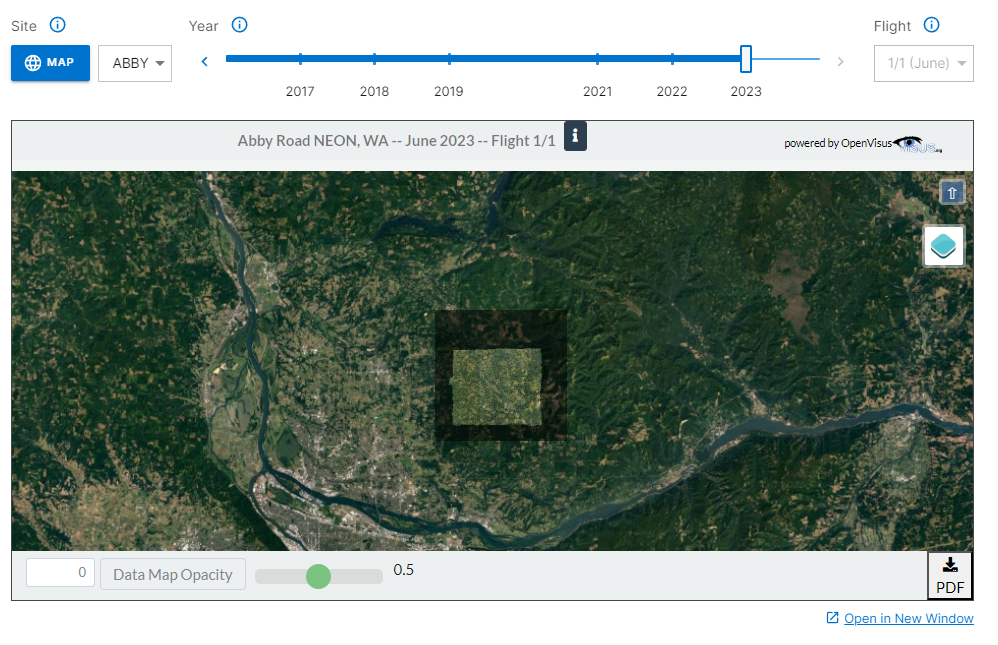 Site
Year
Flight
MAP
ABBY
1/1 (June)
2017
2018
2019
2021
2022
2023
Abby Road NEON, WA -- June 2023 -- Flight 1/1
powered by OpenVisus
0
Data Map Opacity
0.5
PDF
Open in New Window